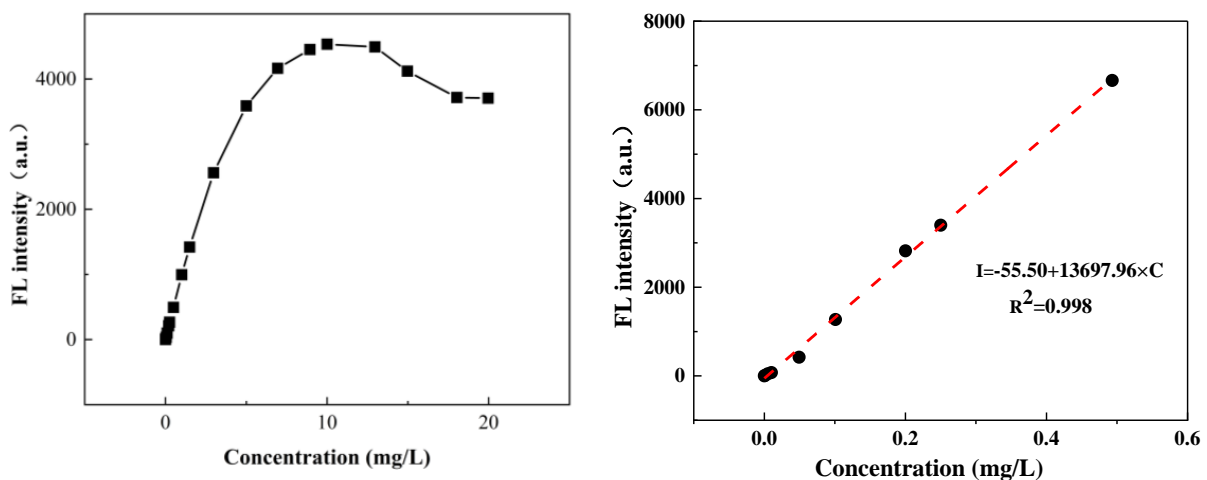 4000
2000
0
0
10
20
FL intensity（a.u.）
Concentration (mg/L)
8000
6000
4000
2000
0
0.0
0.2
0.4
0.6
FL intensity（a.u.）
Concentration (mg/L)
I=-55.50+13697.96×C
R²=0.998